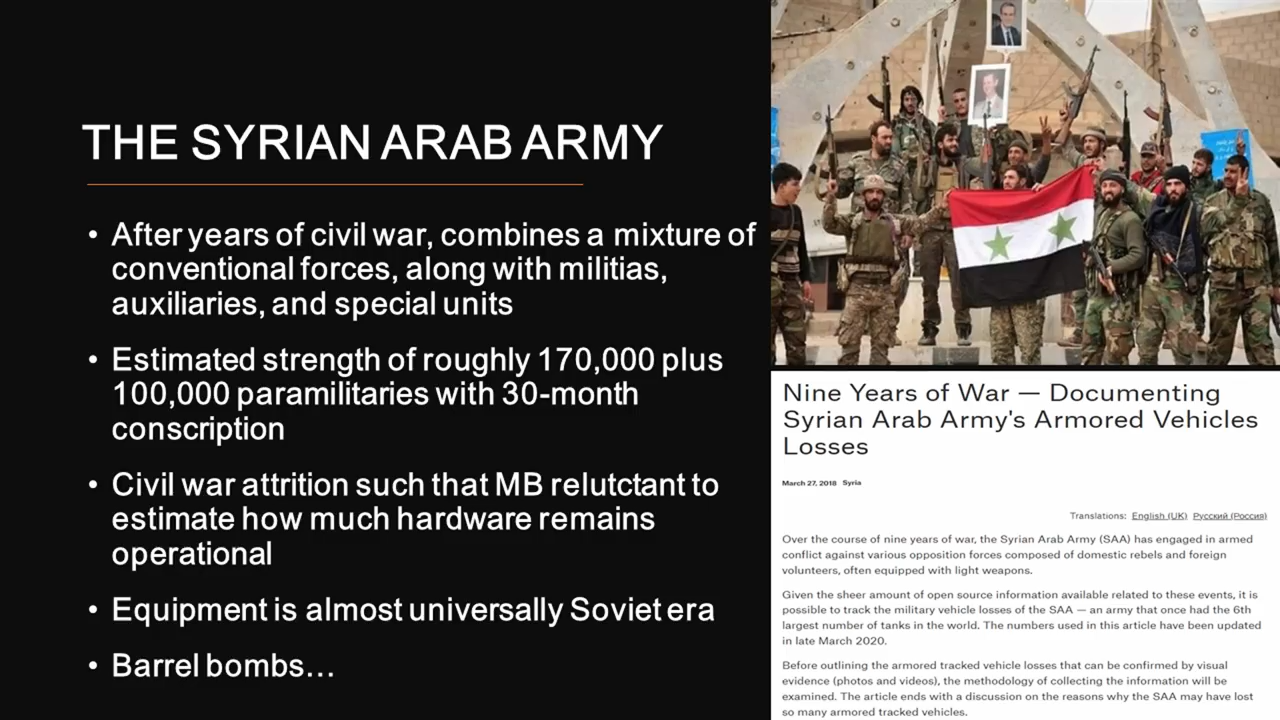 THE SYRIAN ARAB ARMY
• After years of civil war, combines a mixture of
conventional forces, along with militias,
auxiliaries, and special units
• Estimated strength of roughly 170,000 plus
100,000 paramilitaries with 30-month
conscription
• Civil war attrition such that MB relutctant to
estimate how much hardware remains
operational
• Equipment is almost universally Soviet era
• Barrel bombs…
Nine Years of War — Documenting
Syrian Arab Army's Armored Vehicles
Losses
March 27, 2018 Syria
Translations: English (UK) Русский (Россия)
Over the course of nine years of war, the Syrian Arab Army (SAA) has engaged in armed
conflict against various opposition forces composed of domestic rebels and foreign
volunteers, often equipped with light weapons.
Given the sheer amount of open source information available related to these events, it is
possible to track the military vehicle losses of the SAA — an army that once had the 6th
largest number of tanks in the world. The numbers used in this article have been updated
in late March 2020.
Before outlining the armored tracked vehicle losses that can be confirmed by visual
evidence (photos and videos), the methodology of collecting the information will be
examined. The article ends with a discussion on the reasons why the SAA may have lost
so many armored tracked vehicles.